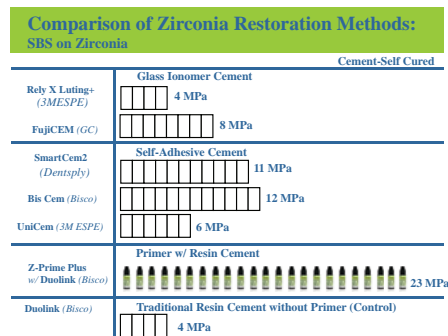 Comparison of Zirconia Restoration Methods:
SBS on Zirconia
Cement-Self Cured
Glass Ionomer Cement
Rely X Luting+
(3MESPE)
4 MPa
FujiCEM (GC)
8 MPa
Self-Adhesive Cement
SmartCem2
(Dentsply)
11 MPa
Bis Cem (Bisco)
12 MPa
UniCem (3M ESPE)
6 MPa
Primer w/ Resin Cement
Z-Prime Plus
w/ Duolink (Bisco)
23 MPa
Traditional Resin Cement without Primer (Control)
Duolink (Bisco)
4 MPa